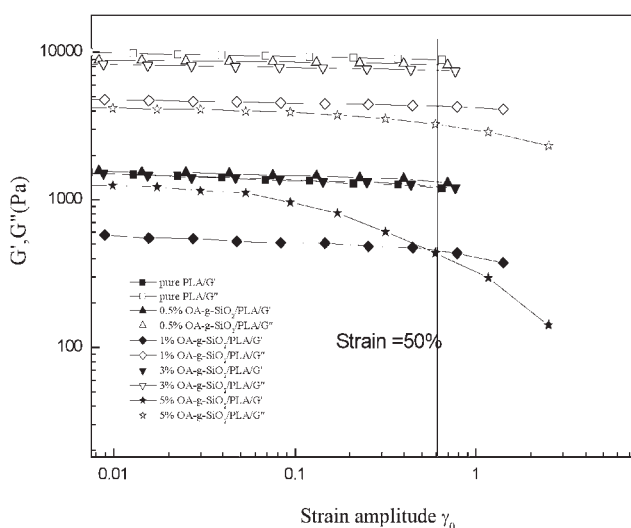 10000
1000
100
G',G''(Pa)
pure PLA/G'
pure PLA/G''
0.5% OA-g-SiO2/PLA/G'
0.5% OA-g-SiO2/PLA/G''
1% OA-g-SiO2/PLA/G'
1% OA-g-SiO2/PLA/G''
3% OA-g-SiO2/PLA/G'
3% OA-g-SiO2/PLA/G''
5% OA-g-SiO2/PLA/G'
5% OA-g-SiO2/PLA/G''
Strain =50%
0.01
0.1
1
Strain amplitude γ0